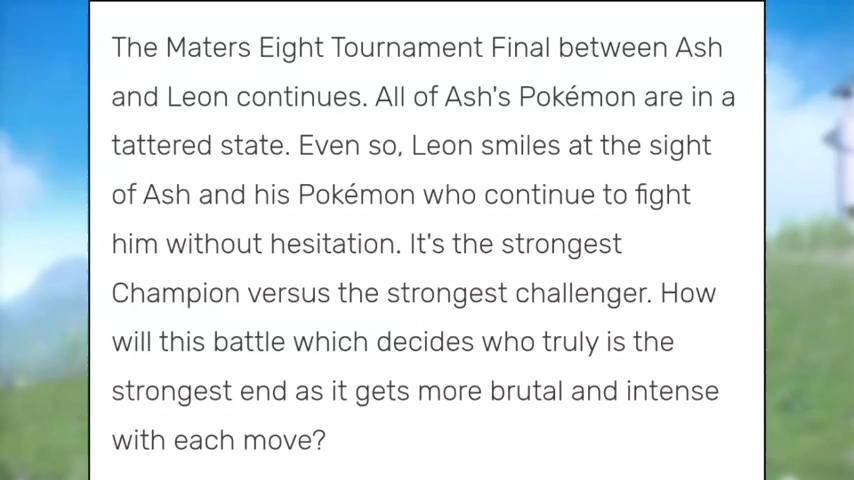 The Maters Eight Tournament Final between Ash
and Leon continues. All of Ash's Pokémon are in a
tattered state. Even so, Leon smiles at the sight
of Ash and his Pokémon who continue to fight
him without hesitation. It's the strongest
Champion versus the strongest challenger. How
will this battle which decides who truly is the
strongest end as it gets more brutal and intense
with each move?